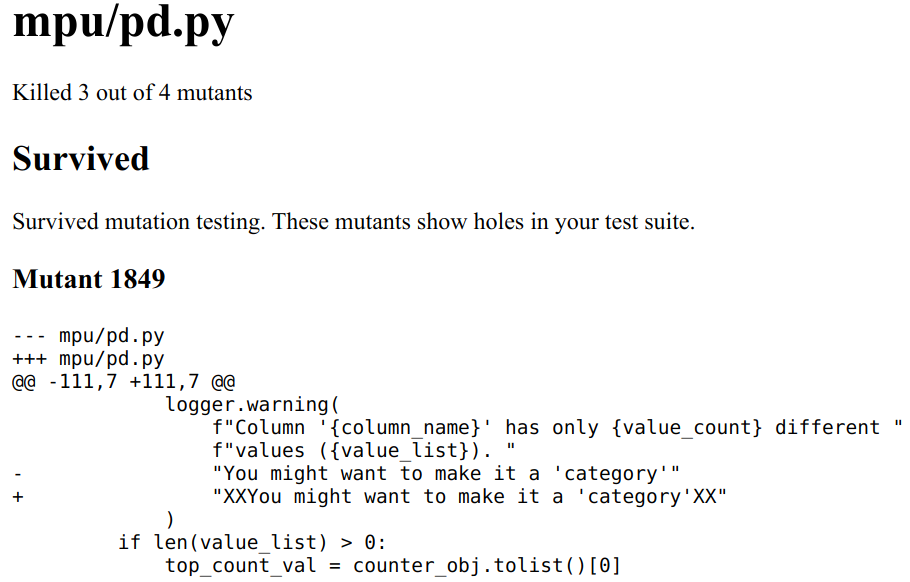 mpu/pd.py
Killed 3 out of 4 mutants
Survived
Survived mutation testing. These mutants show holes in your test suite.
Mutant 1849
--- mpu/pd.py
+++ mpu/pd.py
@@ -111,7 +111,7 @@
             logger.warning(
                 f"Column '{column_name}' has only {value_count} different "
                 f"values ({value_list}). "
-                "You might want to make it a 'category'"
+                "XXYou might want to make it a 'category'XX"
             )
         if len(value_list) > 0:
             top_count_val = counter_obj.tolist()[0]